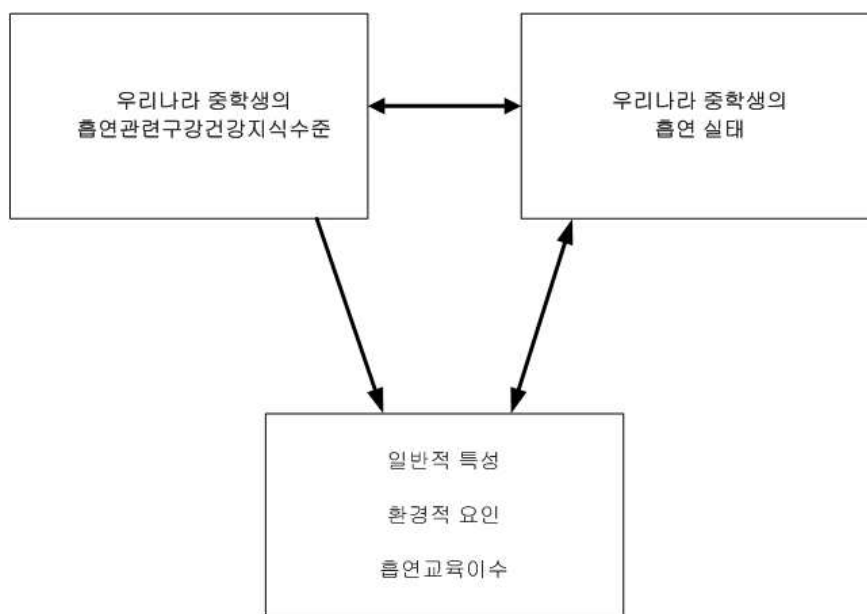 우리나라 중학생의
흡연관련구강건강지식수준
우리나라 중학생의
흡연 실태
일반적 특성
환경적 요인
흡연교육이수